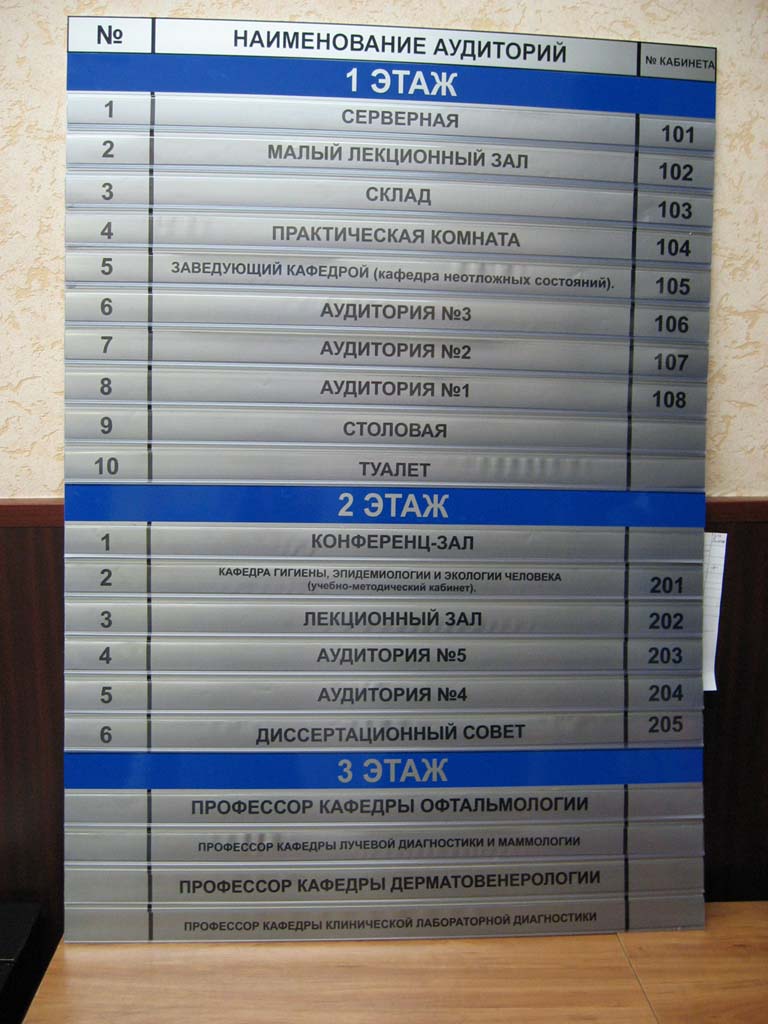 № НАИМЕНОВАНИЕ АУДИТОРИЙ № КАБИНЕТА
1 ЭТАЖ
1 СЕРВЕРНАЯ 101
2 МАЛЫЙ ЛЕКЦИОННЫЙ ЗАЛ 102
3 СКЛАД 103
4 ПРАКТИЧЕСКАЯ КОМНАТА 104
5 ЗАВЕДУЮЩИЙ КАФЕДРОЙ (кафедра неотложных состояний). 105
6 АУДИТОРИЯ №3 106
7 АУДИТОРИЯ №2 107
8 АУДИТОРИЯ №1 108
9 СТОЛОВАЯ
10 ТУАЛЕТ
2 ЭТАЖ
1 КОНФЕРЕНЦ-ЗАЛ
2 КАФЕДРА ГИГИЕНЫ, ЭПИДЕМИОЛОГИИ И ЭКОЛОГИИ ЧЕЛОВЕКА 201
(учебно-методический кабинет).
3 ЛЕКЦИОННЫЙ ЗАЛ 202
4 АУДИТОРИЯ №5 203
5 АУДИТОРИЯ №4 204
6 ДИССЕРТАЦИОННЫЙ СОВЕТ 205
3 ЭТАЖ
ПРОФЕССОР КАФЕДРЫ ОФТАЛЬМОЛОГИИ
ПРОФЕССОР КАФЕДРЫ ЛУЧЕВОЙ ДИАГНОСТИКИ И МАММОЛОГИИ
ПРОФЕССОР КАФЕДРЫ ДЕРМАТОВЕНЕРОЛОГИИ
ПРОФЕССОР КАФЕДРЫ КЛИНИЧЕСКОЙ ЛАБОРАТОРНОЙ ДИАГНОСТИКИ